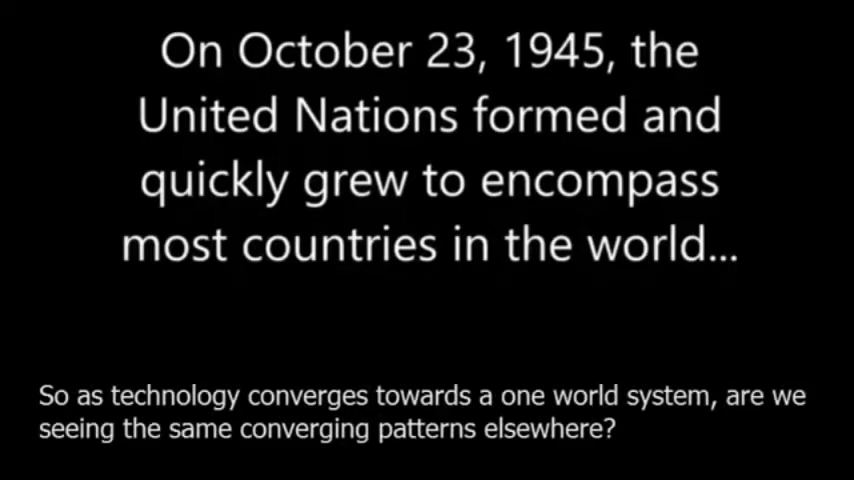 On October 23, 1945, the
United Nations formed and
quickly grew to encompass
most countries in the world...
So as technology converges towards a one world system, are we
seeing the same converging patterns elsewhere?